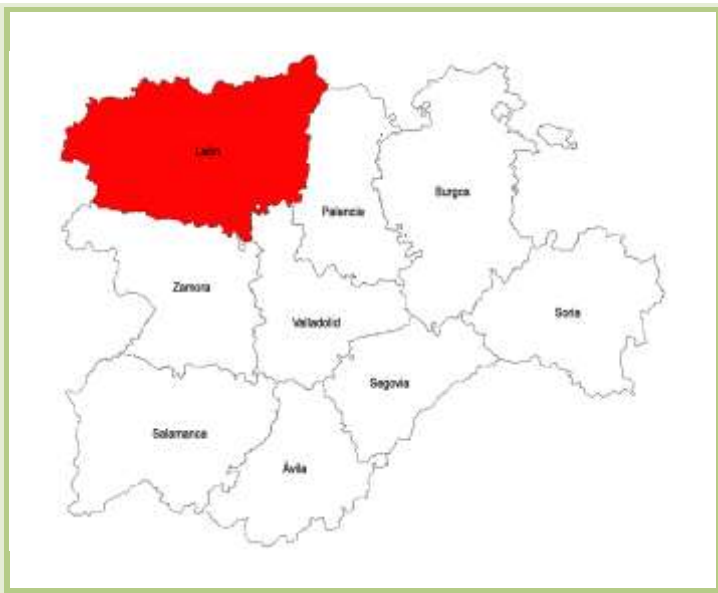 León
Palencia
Burgos
Zamora
Valladolid
Soria
Segovia
Salamanca
Ávila